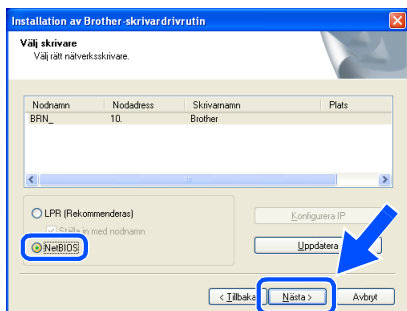 Installation av Brother-skrivardrivrutin
Välj skrivare
Välj rätt nätverksskrivare.
Nodnamn Nodadress Skrivarnamn Plats
BRN_ 10. Brother
LPR (Rekommenderas)
Ställa in med nodnamn
NetBIOS
Konfigurera IP
Uppdatera
< Tillbaka
Nästa >
Avbryt